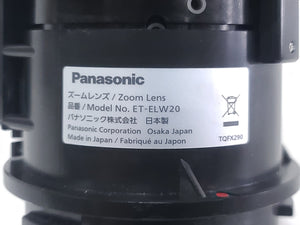 Panasonic
ズームレンズ / Zoom Lens
品番 / Model No. ET-ELW20
パナソニック株式会社 日本製
Panasonic Corporation Osaka Japan
Made in Japan / Fabriqué au Japon
TQFX290